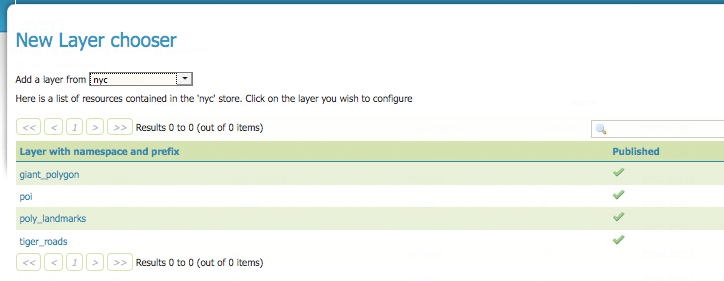 New Layer chooser
Add a layer from nyc
Here is a list of resources contained in the 'nyc' store. Click on the layer you wish to configure
<< < 1 > >> Results 0 to 0 (out of 0 items)
Layer with namespace and prefix Published
giant_polygon
poi
poly_landmarks
tiger_roads
<< < 1 > >> Results 0 to 0 (out of 0 items)